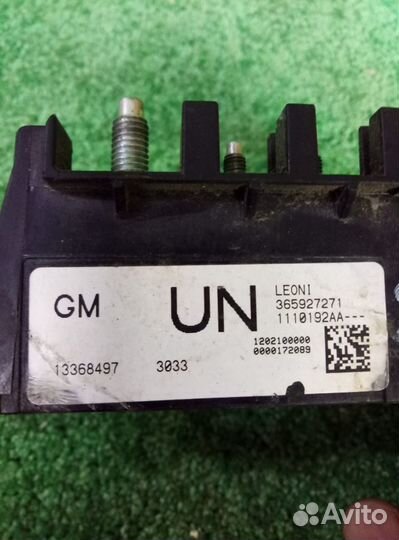 GM
UN
LEONI
365927271
1110192AA---
1202100000
0000172089
13368497 3033
Avito